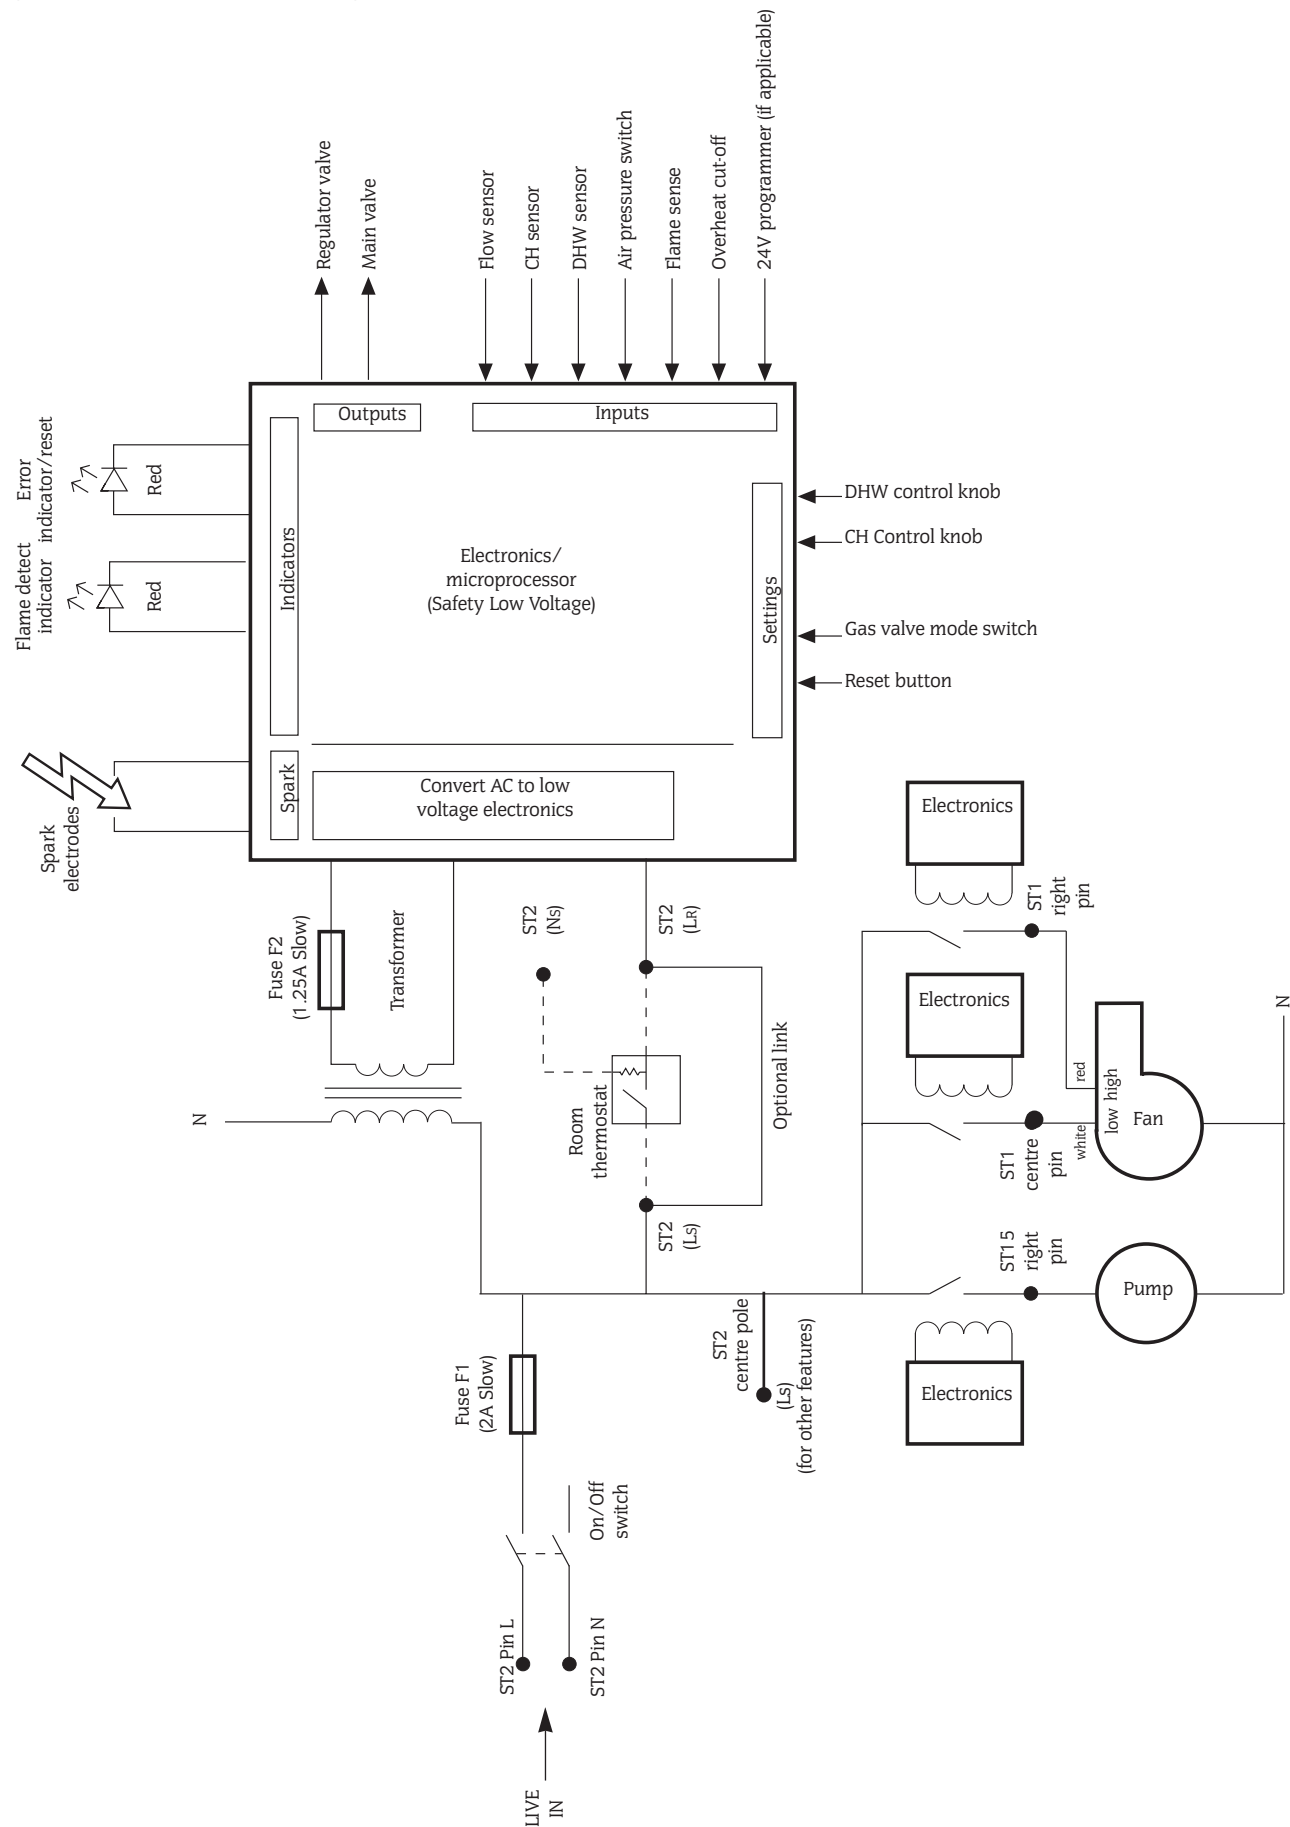 Error
indicator/reset
Flame detect
indicator
Spark
electrodes
Red
Red
Regulator valve
Main valve
Flow sensor
CH sensor
DHW sensor
Air pressure switch
Flame sense
Overheat cut-off
24V programmer (if applicable)
Outputs
Inputs
Indicators
Spark
Settings
Electronics/
microprocessor
(Safety Low Voltage)
Convert AC to low
voltage electronics
DHW control knob
CH Control knob
Gas valve mode switch
Reset button
Fuse F2
(1.25A Slow)
Transformer
N
ST2
(Ns)
ST2
(LR)
Room
thermostat
Optional link
ST2
(Ls)
Electronics
ST1
right
pin
Electronics
red
white
low
high
Fan
ST1
centre
pin
N
ST15
right
pin
Pump
Electronics
ST2
centre pole
(Ls)
(for other features)
Fuse F1
(2A Slow)
On/Off
switch
ST2 Pin L
ST2 Pin N
LIVE
IN